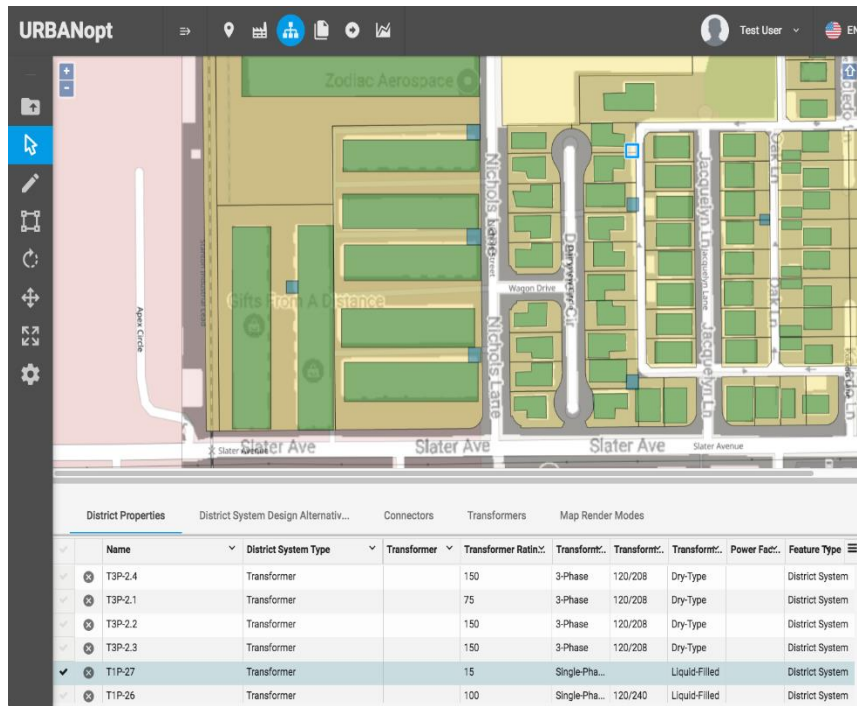 URBANopt
Test User
EN
Zodiac Aerospace
Nichols Lane
Street
Wagon Drive
Dairyview Cir
Jacquelyn Ln
Jacquelyn Lane
Jacquelyn Ln
Oak Ln
Oak Ln
Toledo Ln
Gifts From A Distance
Apex Circle
Nichols Lane
Slater Ave
Slater Avenue
Slater Ave
Slater Ave
Slater Avenue
District Properties District System Design Alternativ... Connectors Transformers Map Render Modes
Name District System Type Transformer Transformer Ratin... Transform... Transform... Transform... Power Fac... Feature Type
T3P-2.4 Transformer 150 3-Phase 120/208 Dry-Type District System
T3P-2.1 Transformer 75 3-Phase 120/208 Dry-Type District System
T3P-2.2 Transformer 150 3-Phase 120/208 Dry-Type District System
T3P-2.3 Transformer 150 3-Phase 120/208 Dry-Type District System
T1P-27 Transformer 15 Single-Pha... Liquid-Filled District System
T1P-26 Transformer 100 Single-Pha... 120/240 Liquid-Filled District System